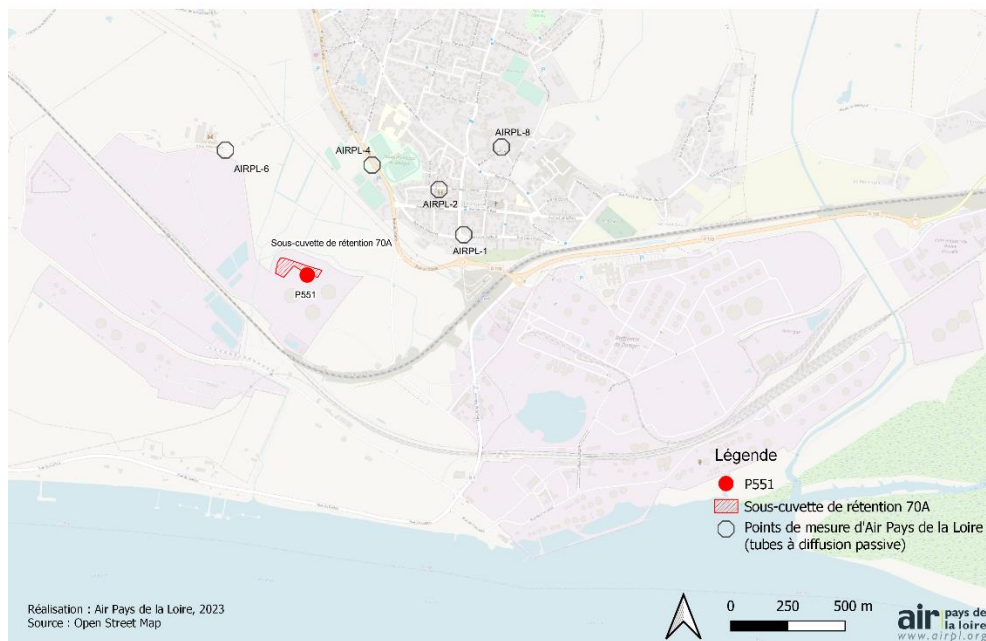 AIRPL-8
AIRPL-4
AIRPL-6
AIRPL-2
AIRPL-1
Sous-cuvette de rétention 70A
P551
Légende
P551
Sous-cuvette de rétention 70A
Points de mesure d'Air Pays de la Loire
(tubes à diffusion passive)
Réalisation : Air Pays de la Loire, 2023
Source : Open Street Map
0 250 500 m
air pays de
la loire
www.airpl.org